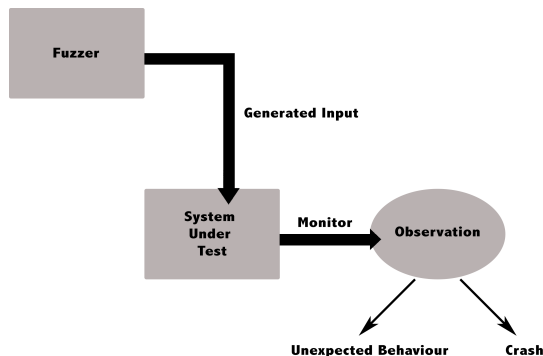 Fuzzer
Generated Input
System
Under
Test
Monitor
Observation
Unexpected Behaviour
Crash